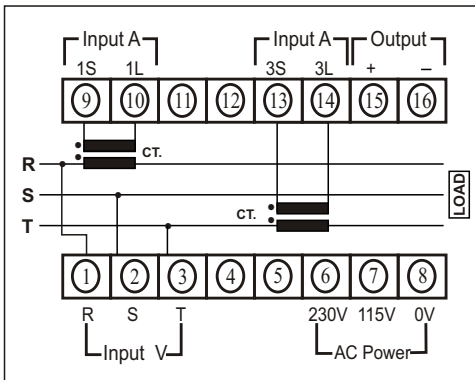 Input A Input A Output
1S 1L 3S 3L + –
9 10 11 12 13 14 15 16
CT.
R
S
LOAD
CT.
T
1 2 3 4 5 6 7 8
R S T 230V 115V 0V
Input V AC Power